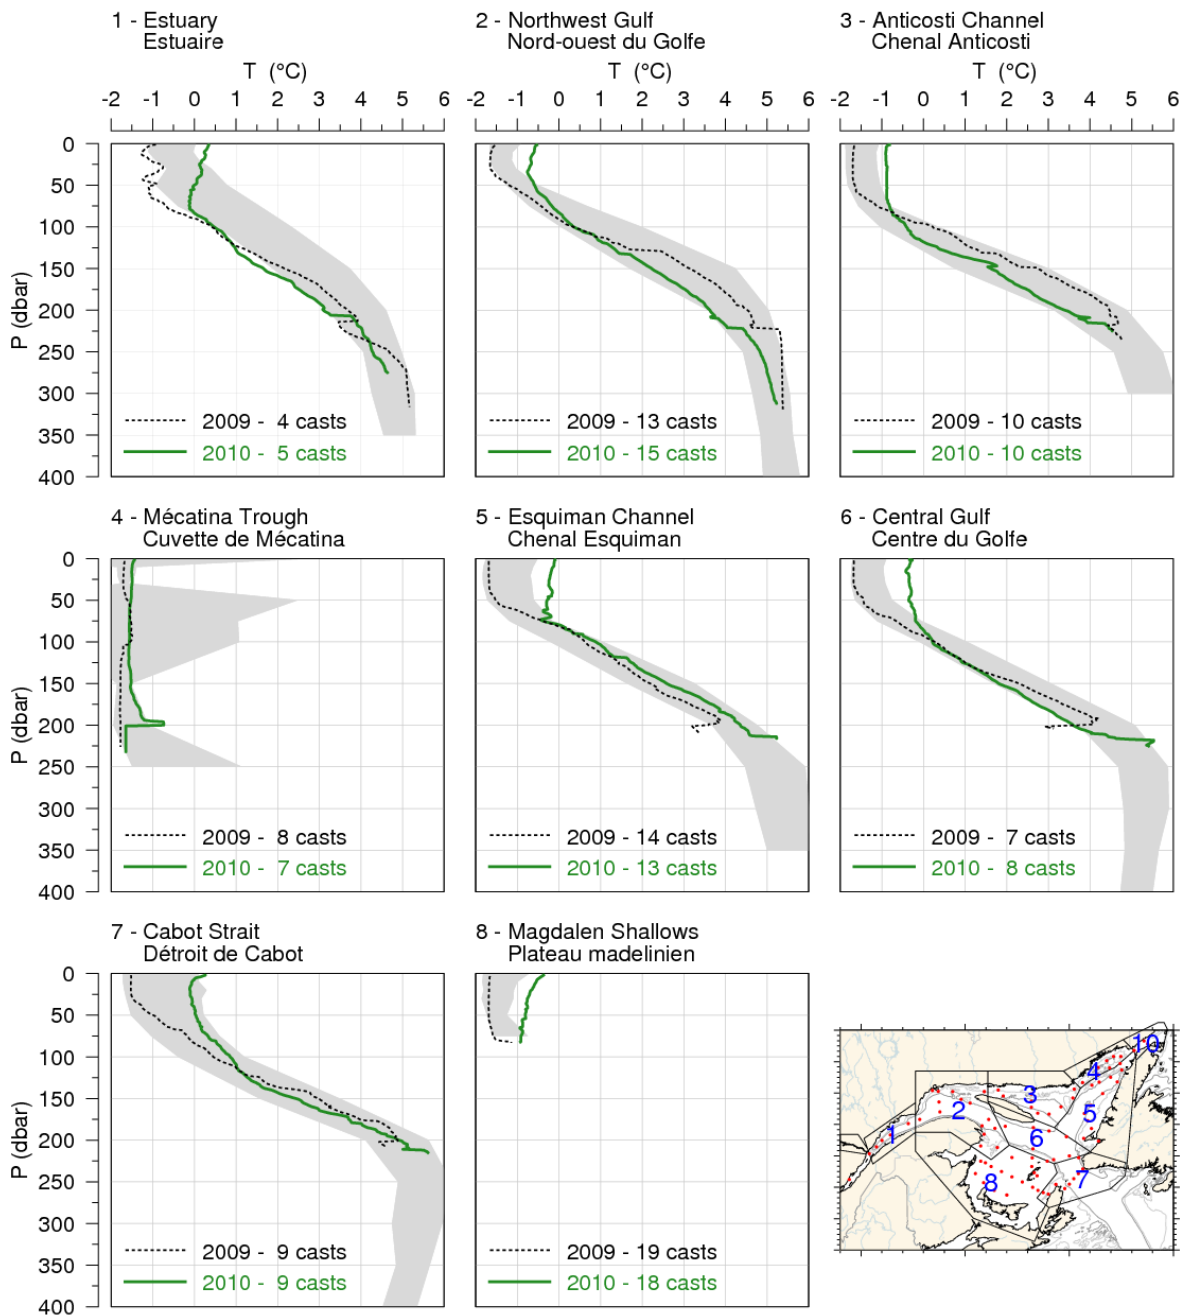 1 - Estuary
Estuaire
T (°C)
-2 -1 0 1 2 3 4 5 6
2 - Northwest Gulf
Nord-ouest du Golfe
T (°C)
-2 -1 0 1 2 3 4 5 6
3 - Anticosti Channel
Chenal Anticosti
T (°C)
-2 -1 0 1 2 3 4 5 6
P (dbar)
0
50
100
150
200
250
300
350
400
2009 - 4 casts
2010 - 5 casts
2009 - 13 casts
2010 - 15 casts
2009 - 10 casts
2010 - 10 casts
4 - Mécatina Trough
Cuvette de Mécatina
5 - Esquiman Channel
Chenal Esquiman
6 - Central Gulf
Centre du Golfe
P (dbar)
0
50
100
150
200
250
300
350
400
2009 - 8 casts
2010 - 7 casts
2009 - 14 casts
2010 - 13 casts
2009 - 7 casts
2010 - 8 casts
7 - Cabot Strait
Détroit de Cabot
8 - Magdalen Shallows
Plateau madelinien
P (dbar)
0
50
100
150
200
250
300
350
400
2009 - 9 casts
2010 - 9 casts
2009 - 19 casts
2010 - 18 casts
10
4
3
2
5
1
6
8
7